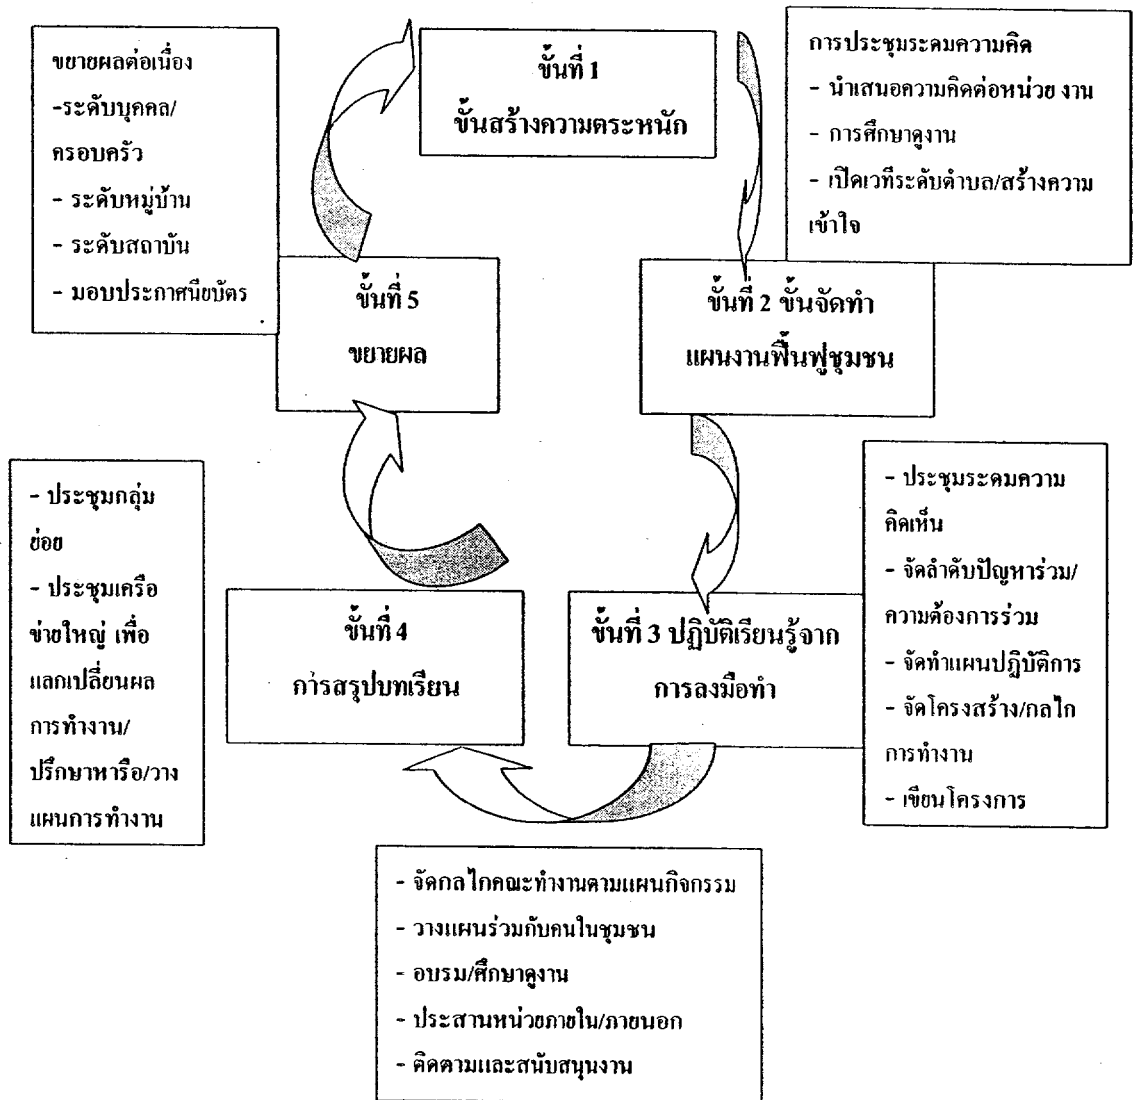 ขั้นที่ 1
ขั้นสร้างความตระหนัก
การประชุมระดมความคิด
- นำเสนอความคิดต่อหน่วย งาน
- การศึกษาดูงาน
- เปิดเวทีระดับตำบล/สร้างความ
เข้าใจ
ขั้นที่ 2 ขั้นจัดทำ
แผนงานฟื้นฟูชุมชน
- ประชุมระดมความ
คิดเห็น
- จัดลำดับปัญหาร่วม/
ความต้องการร่วม
- จัดทำแผนปฏิบัติการ
- จัดโครงสร้าง/กลไก
การทำงาน
- เขียนโครงการ
ขั้นที่ 3 ปฏิบัติเรียนรู้จาก
การลงมือทำ
- จัดกลไกคณะทำงานตามแผนกิจกรรม
- วางแผนร่วมกับคนในชุมชน
- อบรม/ศึกษาดูงาน
- ประสานหน่วยภายใน/ภายนอก
- ติดตามและสนับสนุนงาน
ขั้นที่ 4
การสรุปบทเรียน
- ประชุมกลุ่ม
ย่อย
- ประชุมเครือ
ข่ายใหญ่ เพื่อ
แลกเปลี่ยนผล
การทำงาน/
ปรึกษาหารือ/วาง
แผนการทำงาน
ขั้นที่ 5
ขยายผล
ขยายผลต่อเนื่อง
-ระดับบุคคล/
ครอบครัว
- ระดับหมู่บ้าน
- ระดับสถาบัน
- มอบประกาศนียบัตร